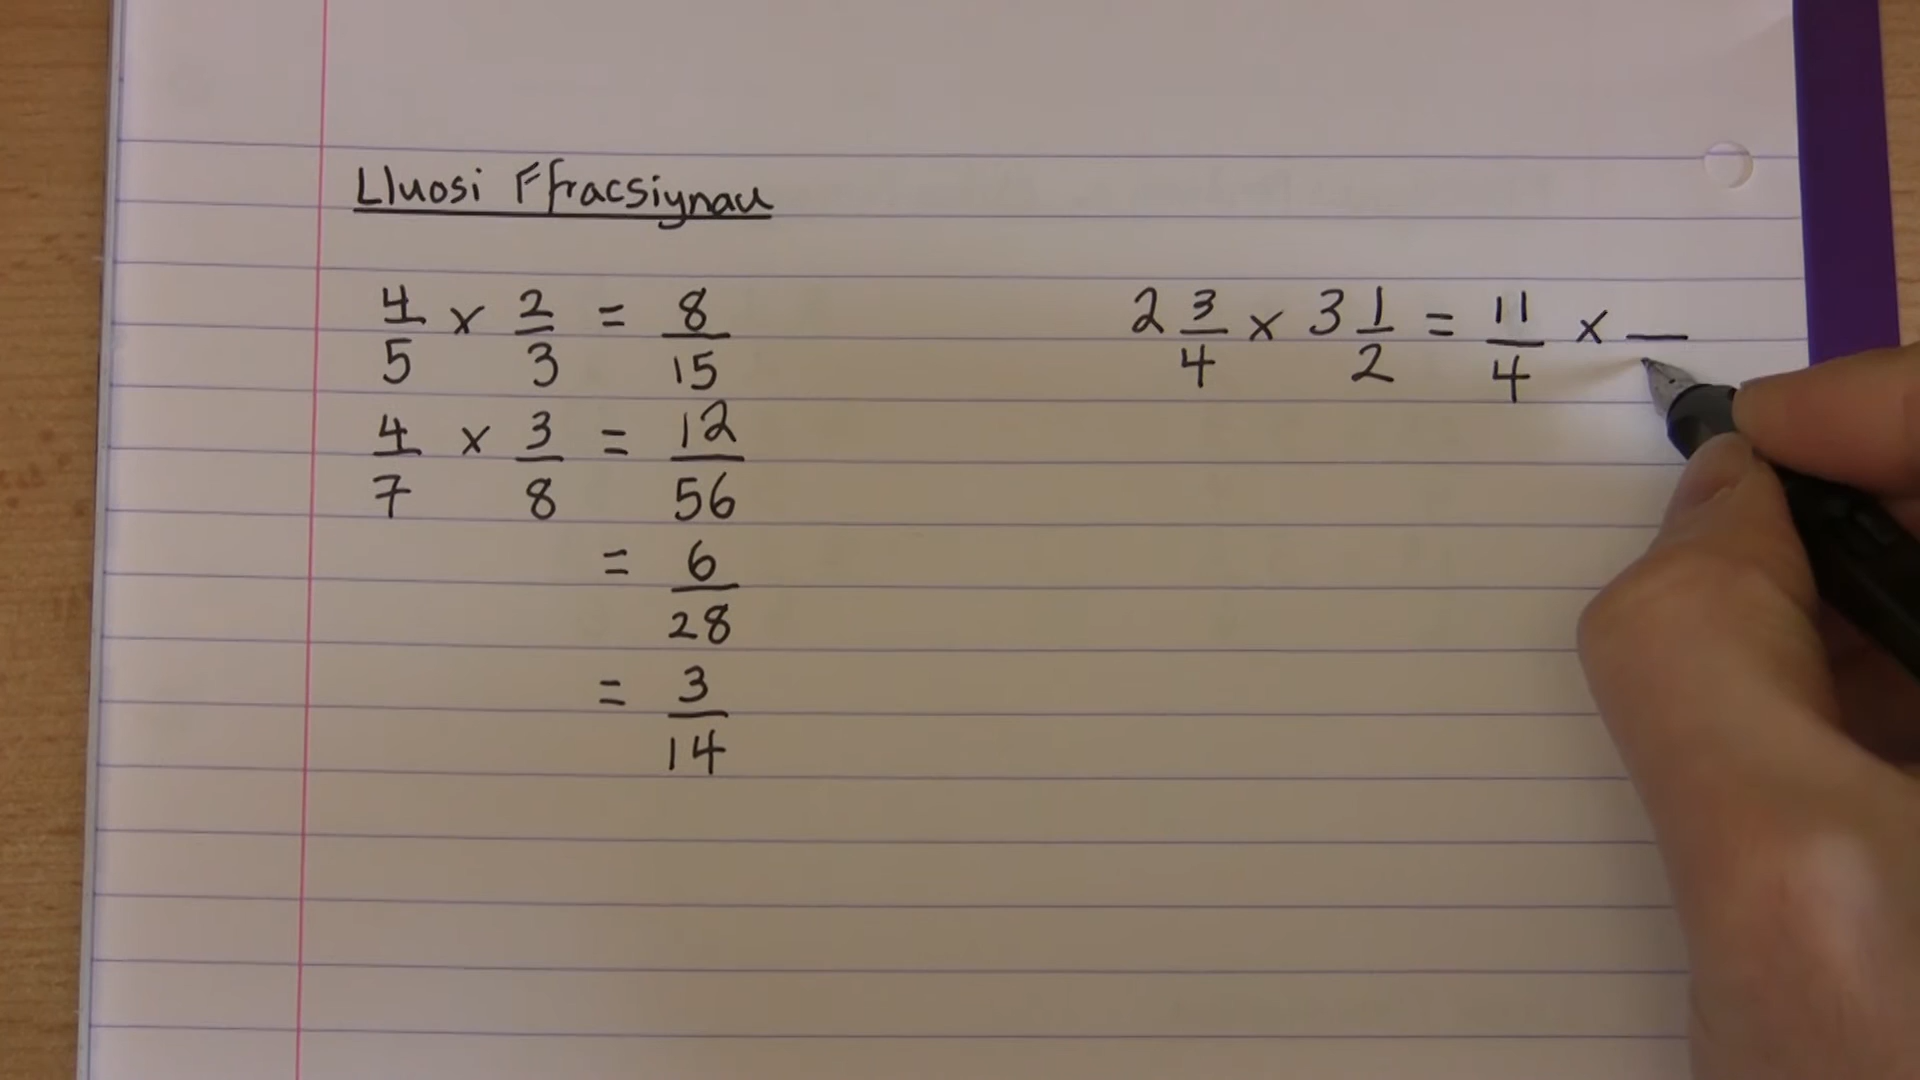 Lluosi Ffracsiynau
4/5 × 2/3 = 8/15
4/7 × 3/8 = 12/56
= 6/28
= 3/14
2 3/4 × 3 1/2 = 11/4 × —